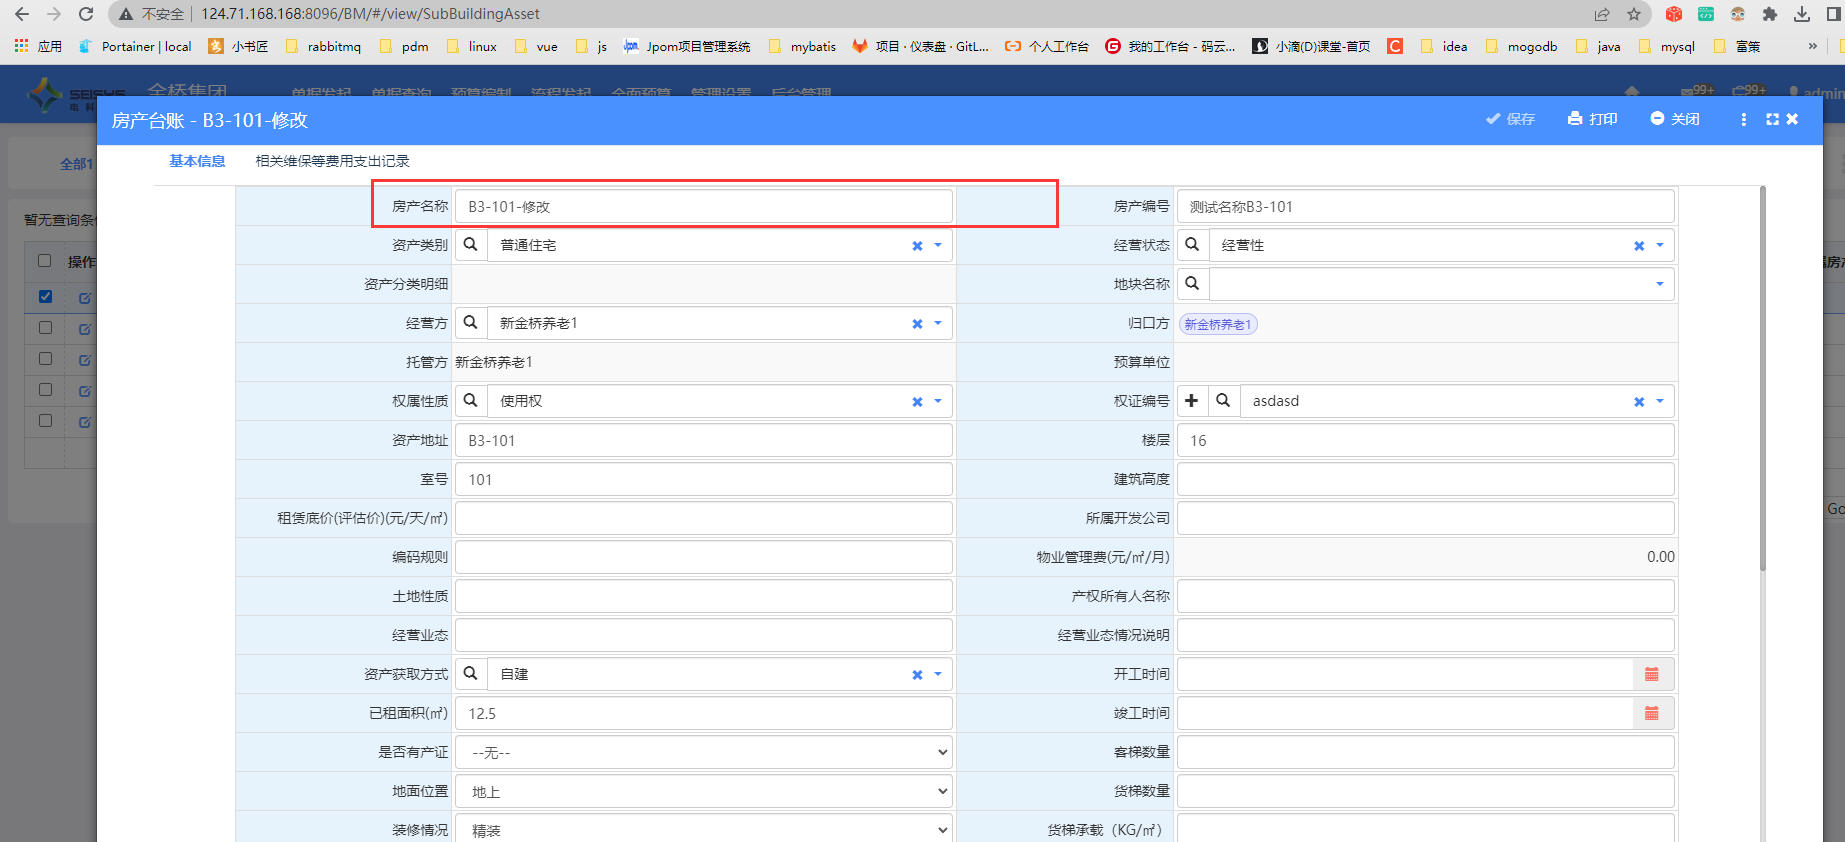 不安全 | 124.71.168.168:8096/BM/#/view/SubBuildingAsset
应用 Portainer | local 小书匠 rabbitmq pdm linux vue js Jpom项目管理系统 mybatis 项目 · 仪表盘 · GitL... 个人工作台 我的工作台 - 码云... 小滴(D)课堂-首页 idea mogodb java mysql 富策 »
SEISYS 金桥集团 单据发起 单据查询 预算编制 流程发起 全面预算 管理设置 后台管理 99+ 99+ admin
房产台账 - B3-101-修改 保存 打印 关闭
全部1 基本信息 相关维保等费用支出记录
暂无查询条
操作
房产名称 B3-101-修改 房产编号 测试名称B3-101
资产类别 普通住宅 经营状态 经营性
资产分类明细 地块名称
经营方 新金桥养老1 归口方 新金桥养老1
托管方 新金桥养老1 预算单位
权属性质 使用权 权证编号 asdasd
资产地址 B3-101 楼层 16
室号 101 建筑高度
租赁底价(评估价)(元/天/㎡) 所属开发公司
Go
编码规则 物业管理费(元/㎡/月) 0.00
土地性质 产权所有人名称
经营业态 经营业态情况说明
资产获取方式 自建 开工时间
已租面积(㎡) 12.5 竣工时间
是否有产证 --无-- 客梯数量
地面位置 地上 货梯数量
装修情况 精装 货梯承载（KG/㎡）